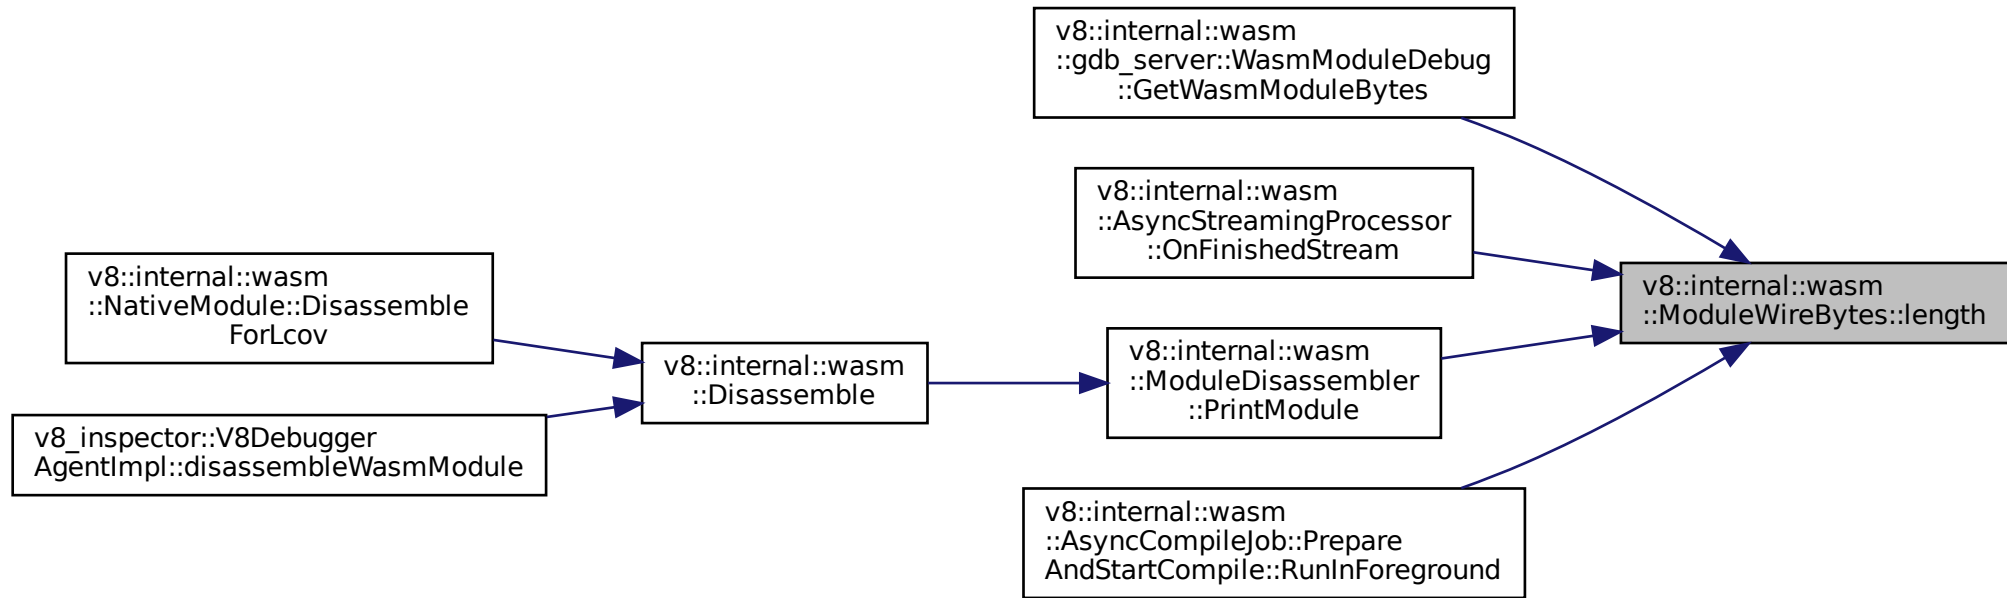 v8::internal::wasm
::gdb_server::WasmModuleDebug
::GetWasmModuleBytes
v8::internal::wasm
::AsyncStreamingProcessor
::OnFinishedStream
v8::internal::wasm
::NativeModule::Disassemble
ForLcov
v8::internal::wasm
::ModuleWireBytes::length
v8::internal::wasm
::ModuleDisassembler
::PrintModule
v8::internal::wasm
::Disassemble
v8_inspector::V8Debugger
AgentImpl::disassembleWasmModule
v8::internal::wasm
::AsyncCompileJob::Prepare
AndStartCompile::RunInForeground